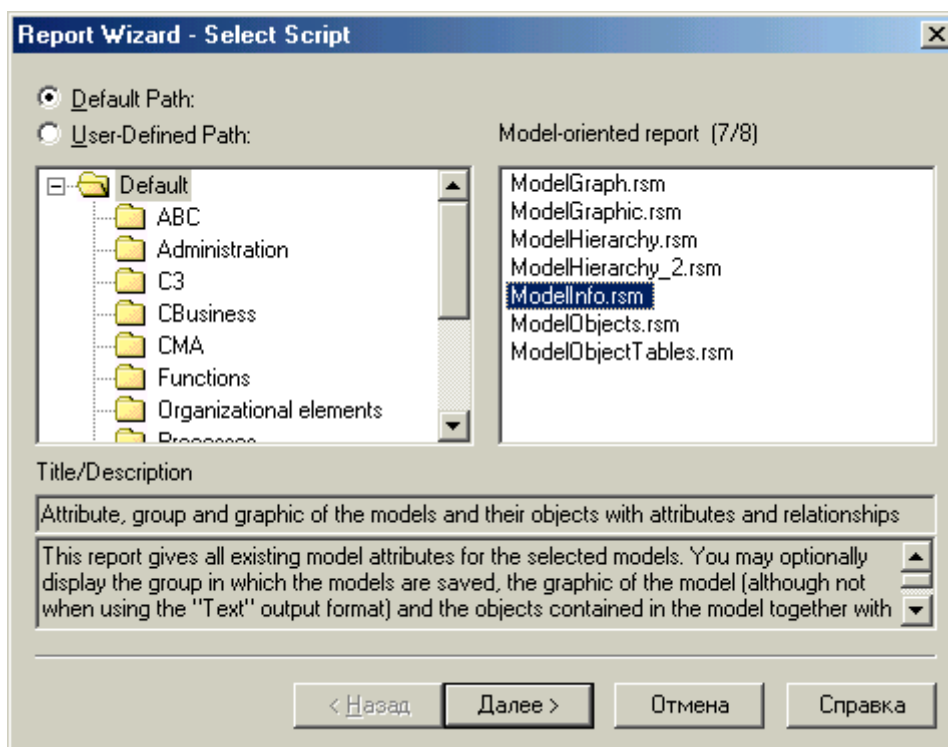 Report Wizard - Select Script
Default Path:
User-Defined Path:
Model-oriented report (7/8)
Default
ABC
Administration
C3
CBusiness
CMA
Functions
Organizational elements
Processes
ModelGraph.rsm
ModelGraphic.rsm
ModelHierarchy.rsm
ModelHierarchy_2.rsm
ModelInfo.rsm
ModelObjects.rsm
ModelObjectTables.rsm
Title/Description
Attribute, group and graphic of the models and their objects with attributes and relationships
This report gives all existing model attributes for the selected models. You may optionally
display the group in which the models are saved, the graphic of the model (although not
when using the "Text" output format) and the objects contained in the model together with
< Назад
Далее >
Отмена
Справка